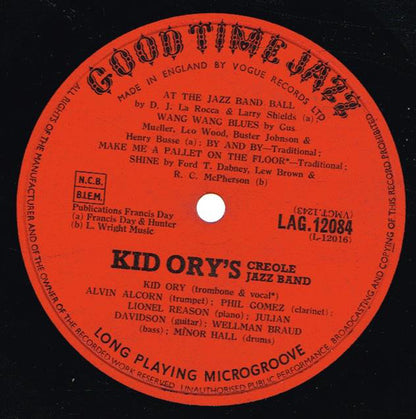 GOOD TIME JAZZ
MADE IN ENGLAND BY VOGUE RECORDS LTD.
ALL RIGHTS OF THE MANUFACTURER AND OF THE OWNER OF THE RECORDED WORK RESERVED. UNAUTHORISED PUBLIC PERFORMANCE, BROADCASTING AND COPYING OF THIS RECORD PROHIBITED
AT THE JAZZ BAND BALL
by D. J. La Rocca & Larry Shields (a)
WANG WANG BLUES by Gus.
Mueller, Leo Wood, Buster Johnson &
Henry Busse (a); BY AND BY—Traditional;
MAKE ME A PALLET ON THE FLOOR*—Traditional;
SHINE by Ford T. Dabney, Lew Brown &
R. C. McPherson (b)
N.C.B.
B.I.E.M.
Publications Francis Day
(a) Francis Day & Hunter
(b) L. Wright Music
(VMCT.1243)
LAG.12084
(L-12016)
KID ORY'S CREOLE
JAZZ BAND
KID ORY (trombone & vocal*)
ALVIN ALCORN (trumpet); PHIL GOMEZ (clarinet);
LIONEL REASON (piano); JULIAN
DAVIDSON (guitar); WELLMAN BRAUD
(bass); MINOR HALL (drums)
LONG PLAYING MICROGROOVE